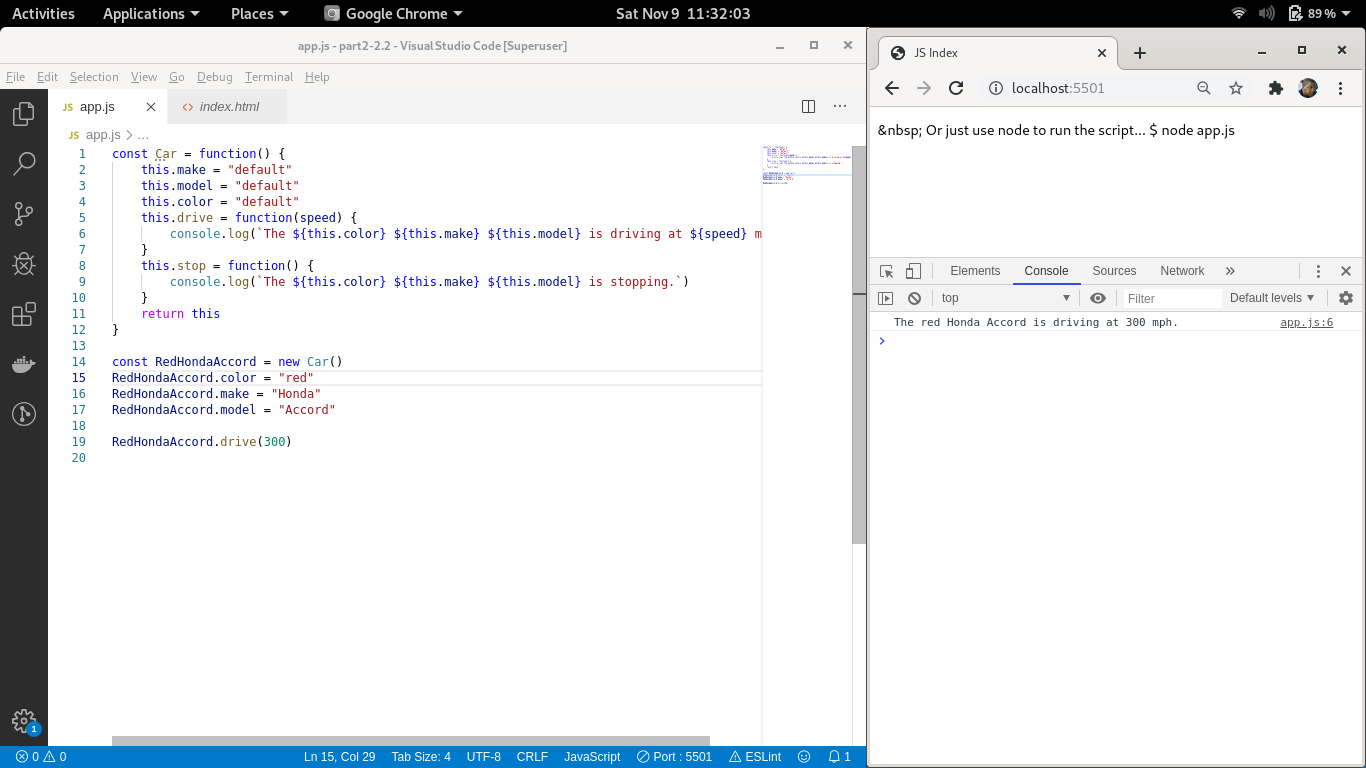 Activities Applications Places Google Chrome Sat Nov 9 11:32:03 89 %
app.js - part2-2.2 - Visual Studio Code [Superuser]
File Edit Selection View Go Debug Terminal Help
JS app.js index.html
JS app.js > ...
1 const Car = function() {
2 this.make = "default"
3 this.model = "default"
4 this.color = "default"
5 this.drive = function(speed) {
6 console.log(`The ${this.color} ${this.make} ${this.model} is driving at ${speed} m
7 }
8 this.stop = function() {
9 console.log(`The ${this.color} ${this.make} ${this.model} is stopping.`)
10 }
11 return this
12 }
13
14 const RedHondaAccord = new Car()
15 RedHondaAccord.color = "red"
16 RedHondaAccord.make = "Honda"
17 RedHondaAccord.model = "Accord"
18
19 RedHondaAccord.drive(300)
20
1
0 0 Ln 15, Col 29 Tab Size: 4 UTF-8 CRLF JavaScript Port : 5501 ESLint 1
JS Index
localhost:5501
&nbsp; Or just use node to run the script... $ node app.js
Elements Console Sources Network »
top Filter Default levels
The red Honda Accord is driving at 300 mph. app.js:6
>